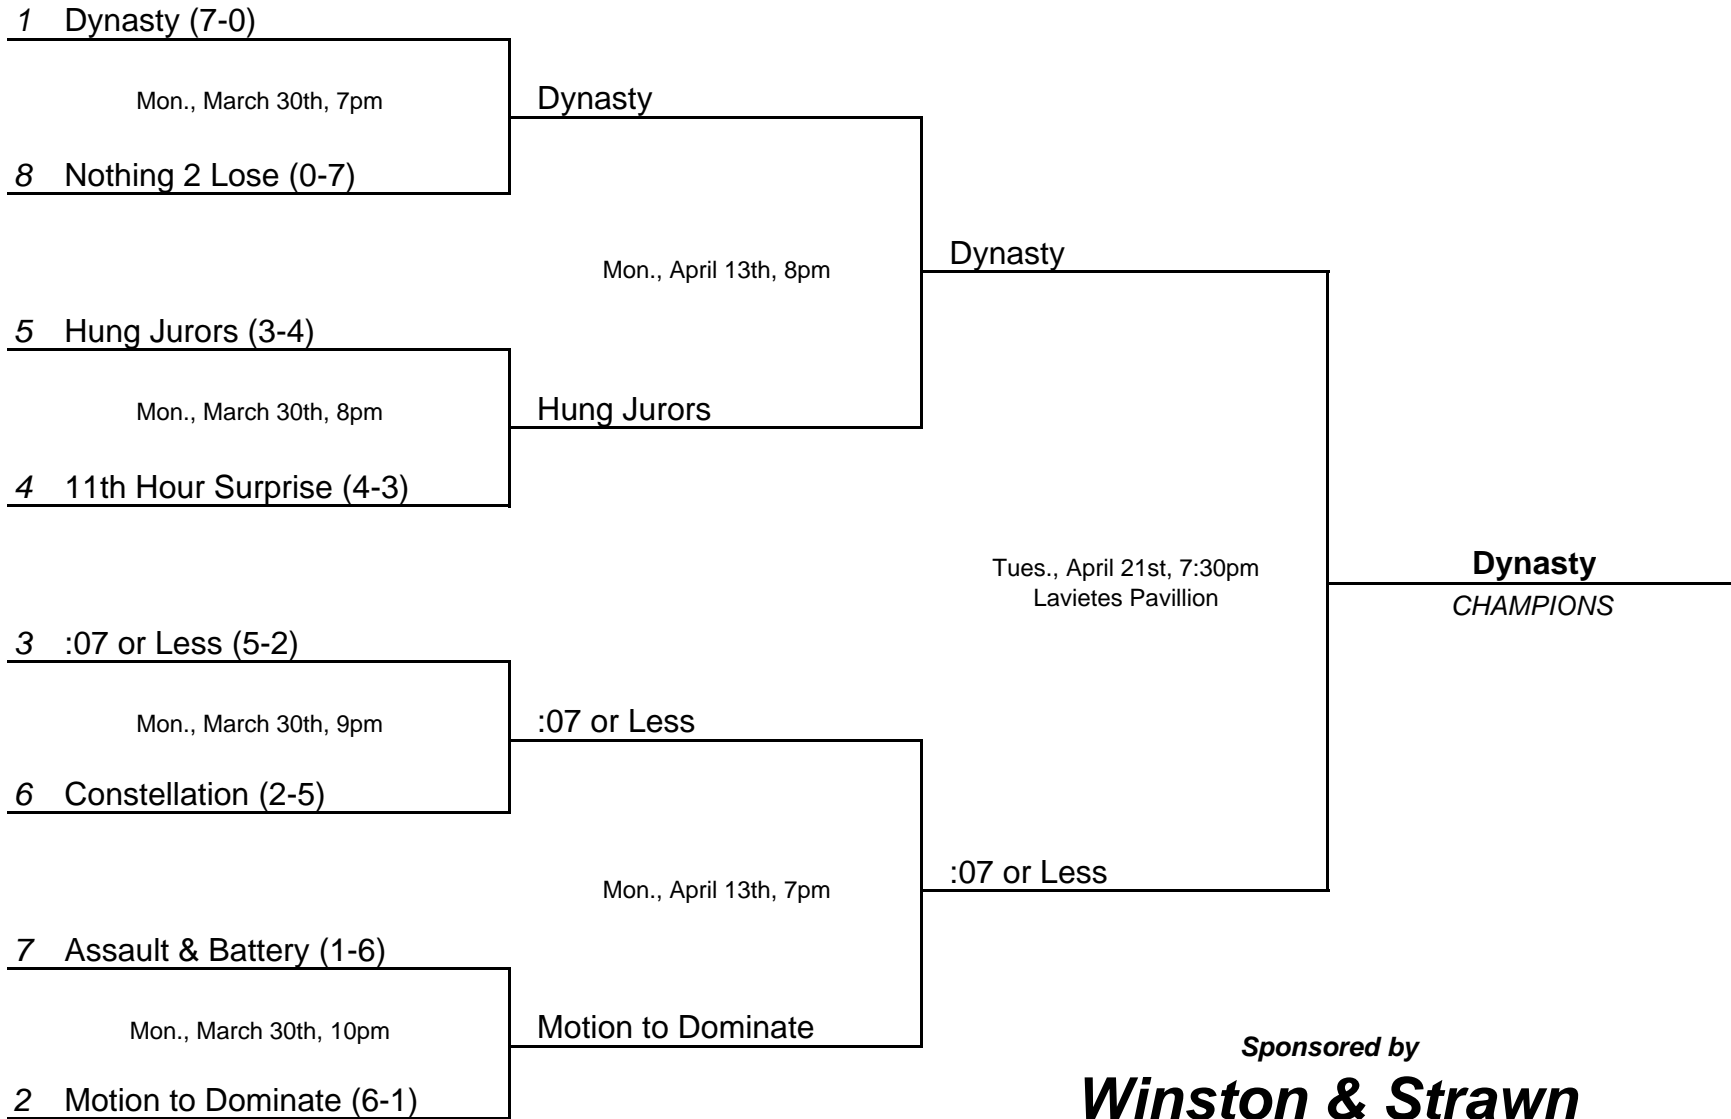 1 Dynasty (7-0)
Mon., March 30th, 7pm
Dynasty
8 Nothing 2 Lose (0-7)
Mon., April 13th, 8pm
Dynasty
5 Hung Jurors (3-4)
Mon., March 30th, 8pm
Hung Jurors
4 11th Hour Surprise (4-3)
Tues., April 21st, 7:30pm
Lavietes Pavillion
Dynasty
CHAMPIONS
3 :07 or Less (5-2)
Mon., March 30th, 9pm
:07 or Less
6 Constellation (2-5)
Mon., April 13th, 7pm
:07 or Less
7 Assault & Battery (1-6)
Mon., March 30th, 10pm
Motion to Dominate
2 Motion to Dominate (6-1)
Sponsored by
Winston & Strawn